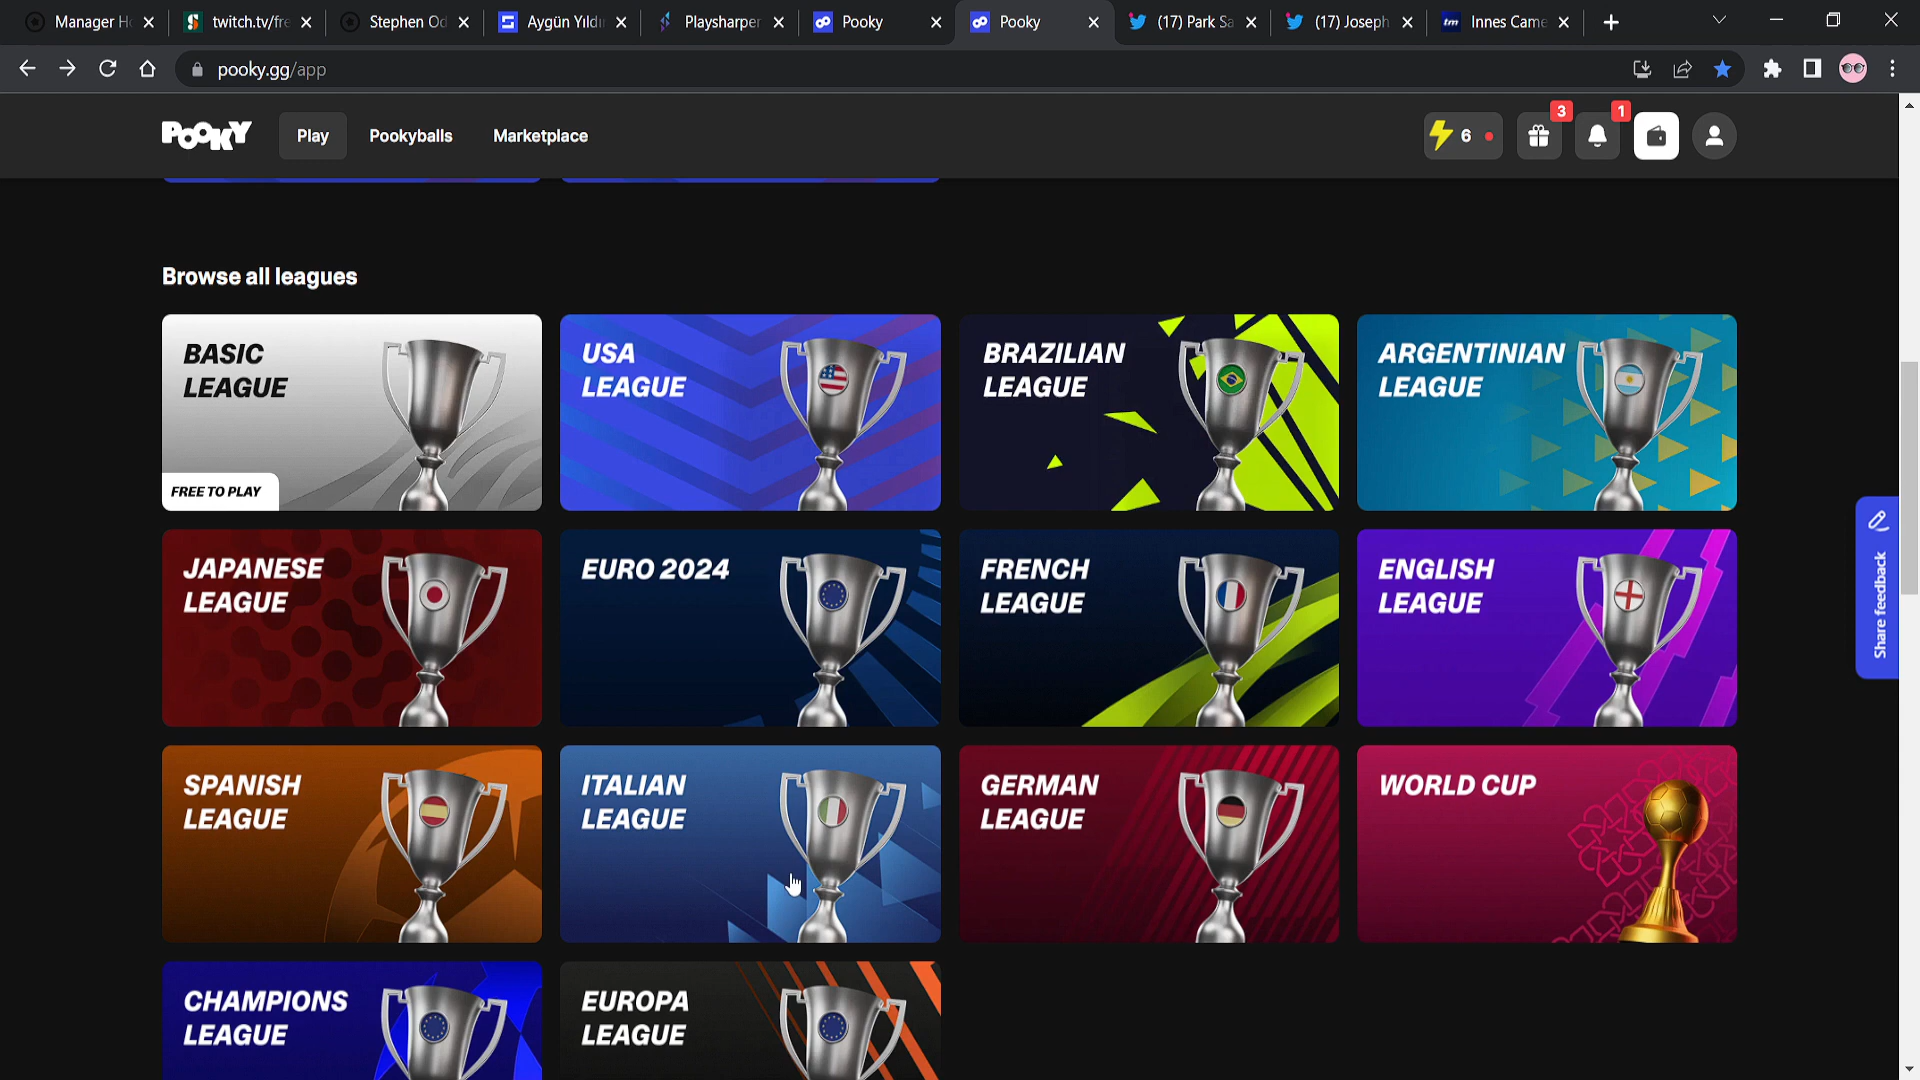 Manager H
twitch.tv/fre
Stephen Od
Aygün Yıldı
Playsharper
Pooky
Pooky
(17) Park Sa
(17) Joseph
tm
Innes Came
pooky.gg/app
POOKY
Play
Pookyballs
Marketplace
6
3
1
Browse all leagues
BASIC
LEAGUE
FREE TO PLAY
USA
LEAGUE
BRAZILIAN
LEAGUE
ARGENTINIAN
LEAGUE
JAPANESE
LEAGUE
EURO 2024
FRENCH
LEAGUE
ENGLISH
LEAGUE
SPANISH
LEAGUE
ITALIAN
LEAGUE
GERMAN
LEAGUE
WORLD CUP
CHAMPIONS
LEAGUE
EUROPA
LEAGUE
Share feedback